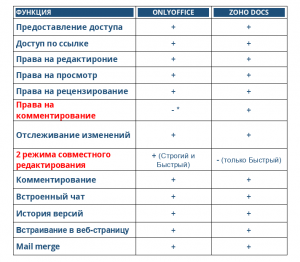 ФУНКЦИЯ ONLYOFFICE ZOHO DOCS
Предоставление доступа + +
Доступ по ссылке + +
Права на редактирониe + +
Права на просмотр + +
Права на рецензирование + +
Права на
комментирование - * +
Отслеживание изменений + +
2 режима совместного
редактирования + (Строгий и
Быстрый) - (только Быстрый)
Комментирование + +
Встроенный чат + +
История версий + +
Встраивание в веб-страницу + +
Mail merge + +